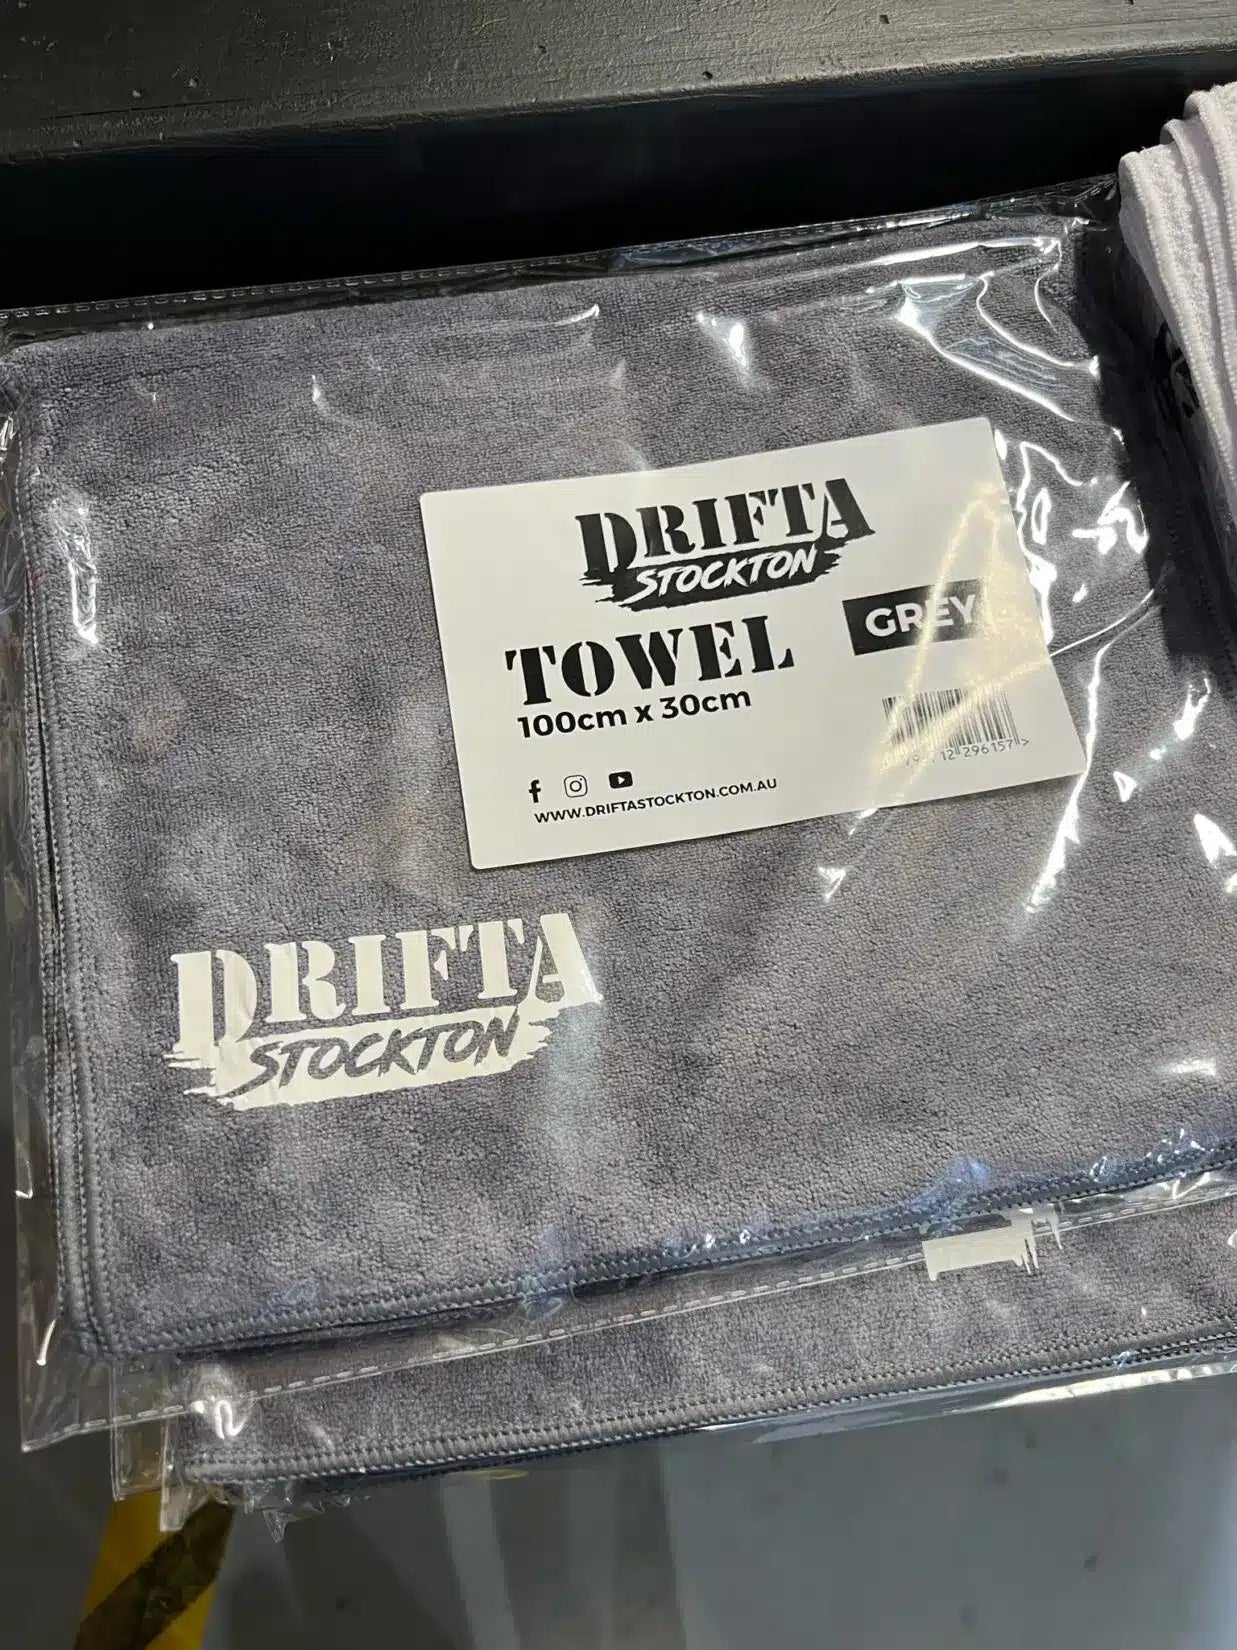 DRIFTA
STOCKTON
TOWEL
GREY
100cm x 30cm
WWW.DRIFTASTOCKTON.COM.AU
DRIFTA
STOCKTON